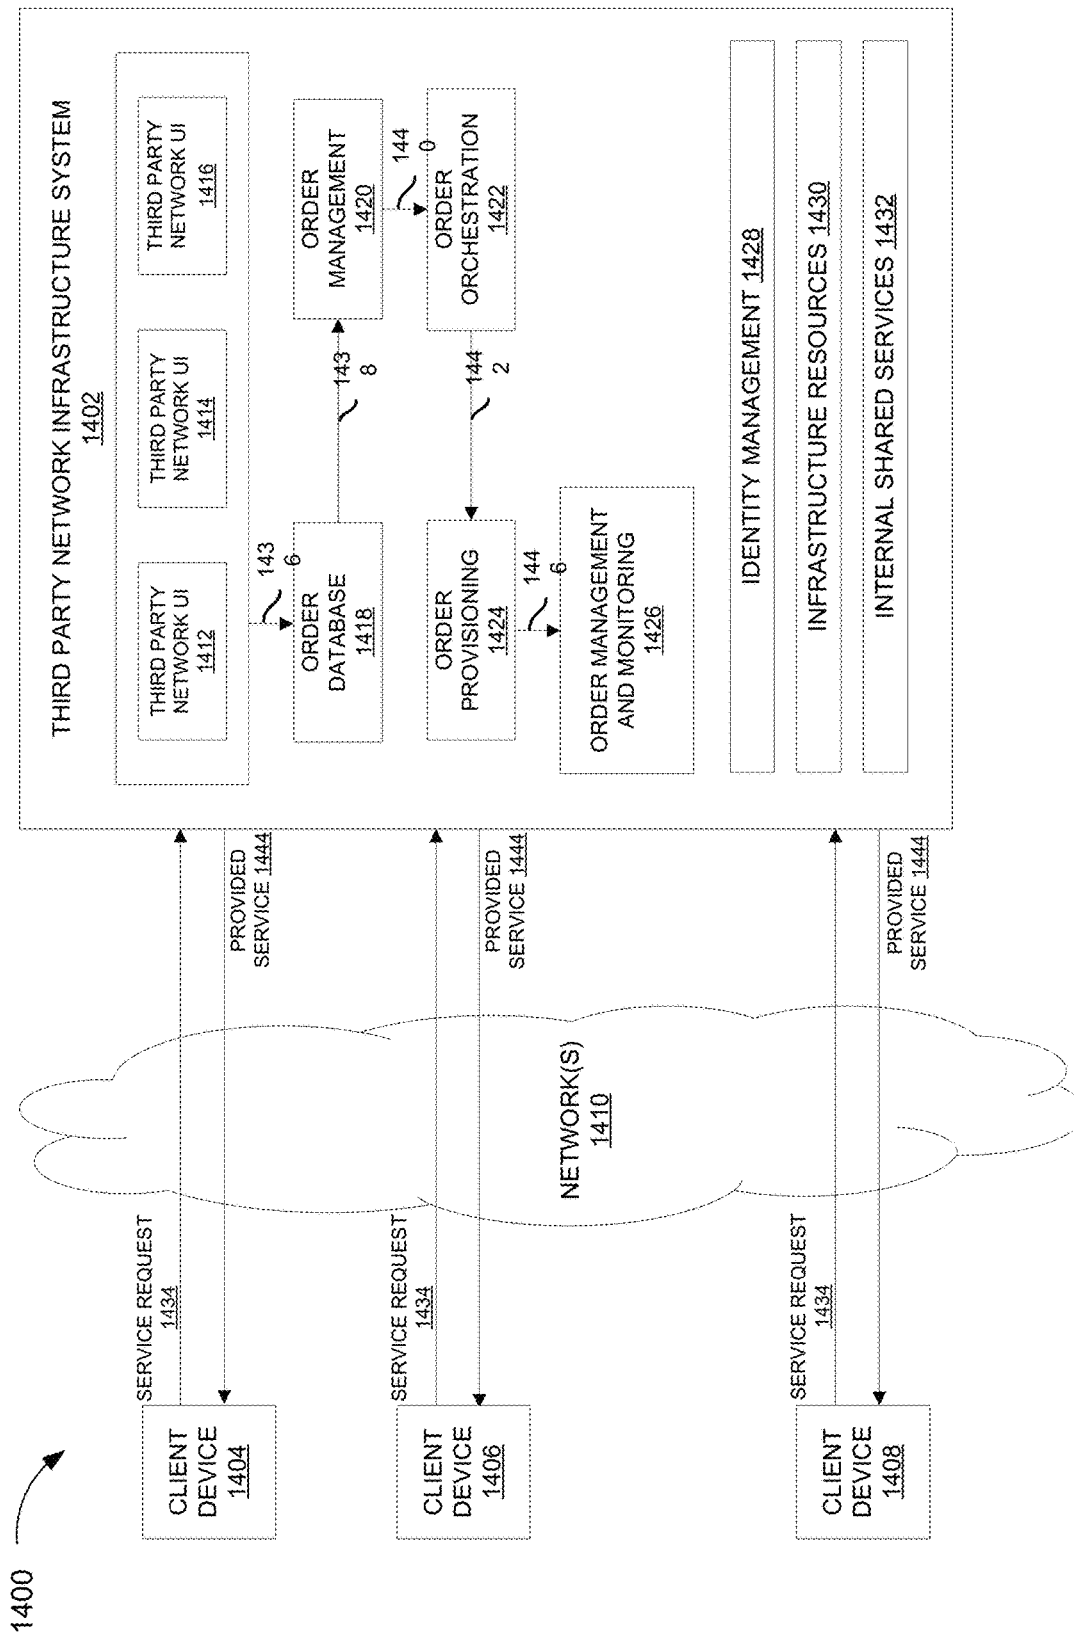 1400
THIRD PARTY NETWORK INFRASTRUCTURE SYSTEM
1402
THIRD PARTY
NETWORK UI
1412
THIRD PARTY
NETWORK UI
1414
THIRD PARTY
NETWORK UI
1416
143
6
ORDER
DATABASE
1418
143
8
ORDER
MANAGEMENT
1420
144
0
ORDER
ORCHESTRATION
1422
144
2
ORDER
PROVISIONING
1424
144
6
ORDER MANAGEMENT
AND MONITORING
1426
IDENTITY MANAGEMENT 1428
INFRASTRUCTURE RESOURCES 1430
INTERNAL SHARED SERVICES 1432
CLIENT
DEVICE
1404
SERVICE REQUEST
1434
PROVIDED
SERVICE 1444
CLIENT
DEVICE
1406
SERVICE REQUEST
1434
PROVIDED
SERVICE 1444
NETWORK(S)
1410
CLIENT
DEVICE
1408
SERVICE REQUEST
1434
PROVIDED
SERVICE 1444